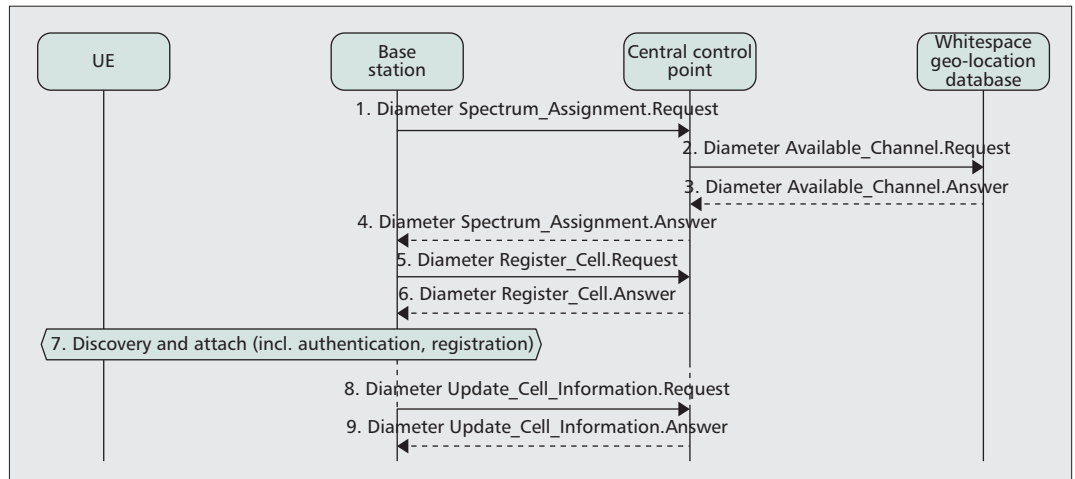 UE
Base
station
Central control
point
Whitespace
geo-location
database
1. Diameter Spectrum_Assignment.Request
2. Diameter Available_Channel.Request
3. Diameter Available_Channel.Answer
4. Diameter Spectrum_Assignment.Answer
5. Diameter Register_Cell.Request
6. Diameter Register_Cell.Answer
7. Discovery and attach (incl. authentication, registration)
8. Diameter Update_Cell_Information.Request
9. Diameter Update_Cell_Information.Answer